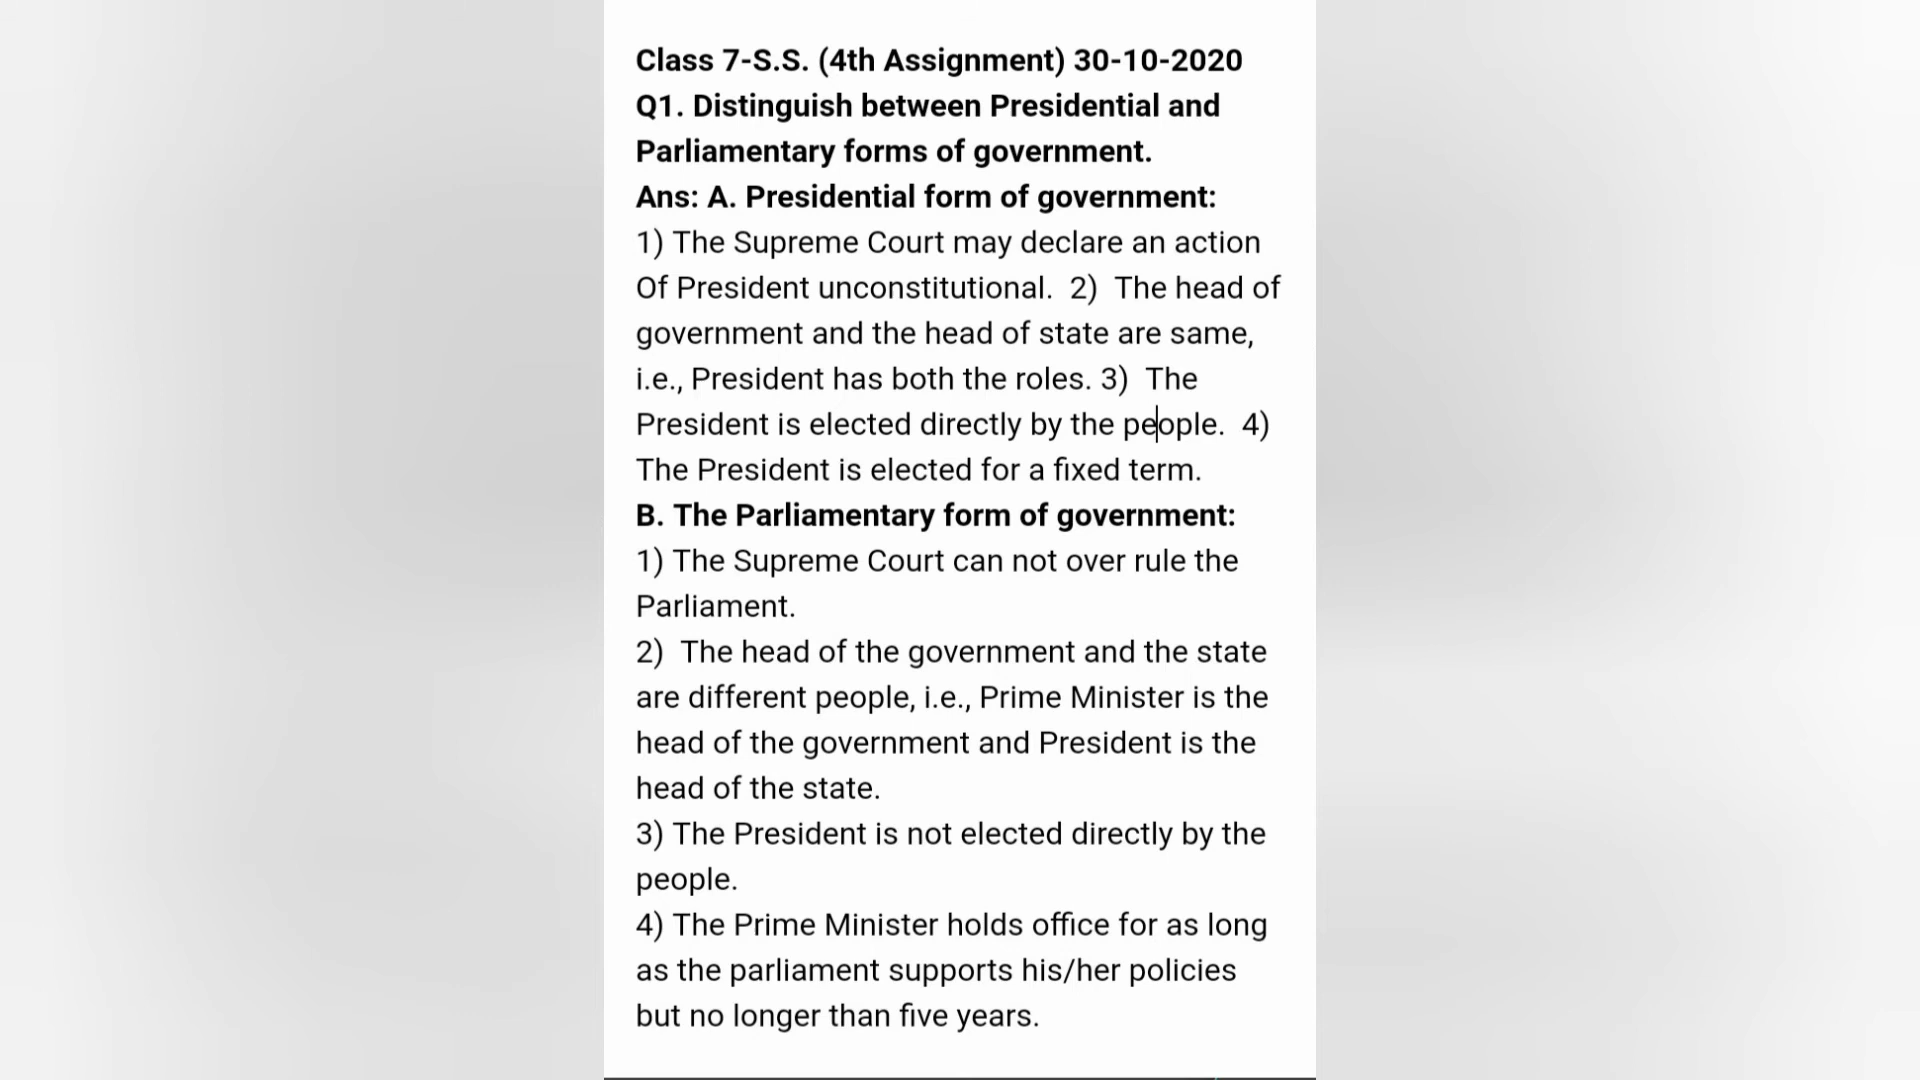 Class 7-S.S. (4th Assignment) 30-10-2020
Q1. Distinguish between Presidential and
Parliamentary forms of government.
Ans: A. Presidential form of government:
1) The Supreme Court may declare an action
Of President unconstitutional.  2)  The head of
government and the head of state are same,
i.e., President has both the roles. 3)  The
President is elected directly by the people.  4)
The President is elected for a fixed term.
B. The Parliamentary form of government:
1) The Supreme Court can not over rule the
Parliament.
2)  The head of the government and the state
are different people, i.e., Prime Minister is the
head of the government and President is the
head of the state.
3) The President is not elected directly by the
people.
4) The Prime Minister holds office for as long
as the parliament supports his/her policies
but no longer than five years.